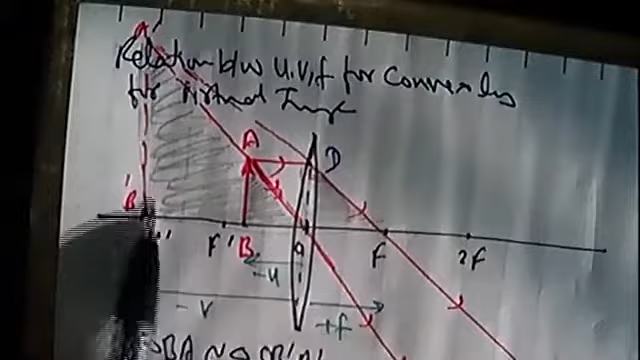 Relation b/w u,v,f for Convex lens
for Virtual Image
A'
A
D
B'
F'
B
O
F
2F
-u
-v
+f